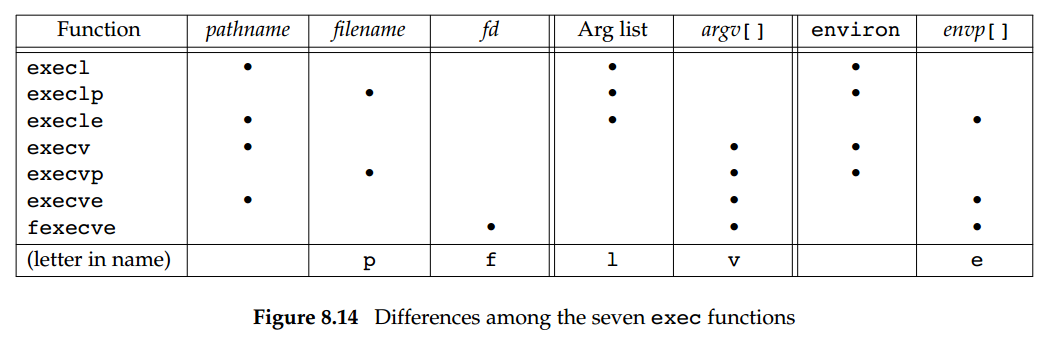 Function pathname filename fd Arg list argv[] environ envp[]
execl • • •
execlp • • •
execle • • •
execv • • •
execvp • • •
execve • • •
fexecve • • •
(letter in name) p f l v e
Figure 8.14 Differences among the seven exec functions